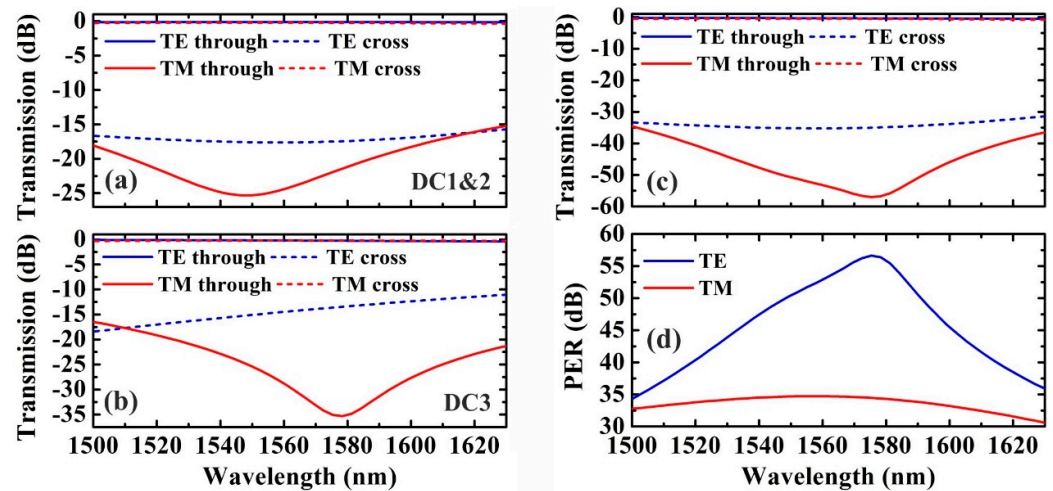 Transmission (dB)
0
-5
-10
-15
-20
-25
TE through TE cross
TM through TM cross
(a)
DC1&2
Transmission (dB)
0
-5
-10
-15
-20
-25
-30
-35
TE through TE cross
TM through TM cross
(b)
DC3
1500 1520 1540 1560 1580 1600 1620
Wavelength (nm)
Transmission (dB)
0
-10
-20
-30
-40
-50
-60
TE through TE cross
TM through TM cross
(c)
PER (dB)
60
55
50
45
40
35
30
TE
TM
(d)
1500 1520 1540 1560 1580 1600 1620
Wavelength (nm)